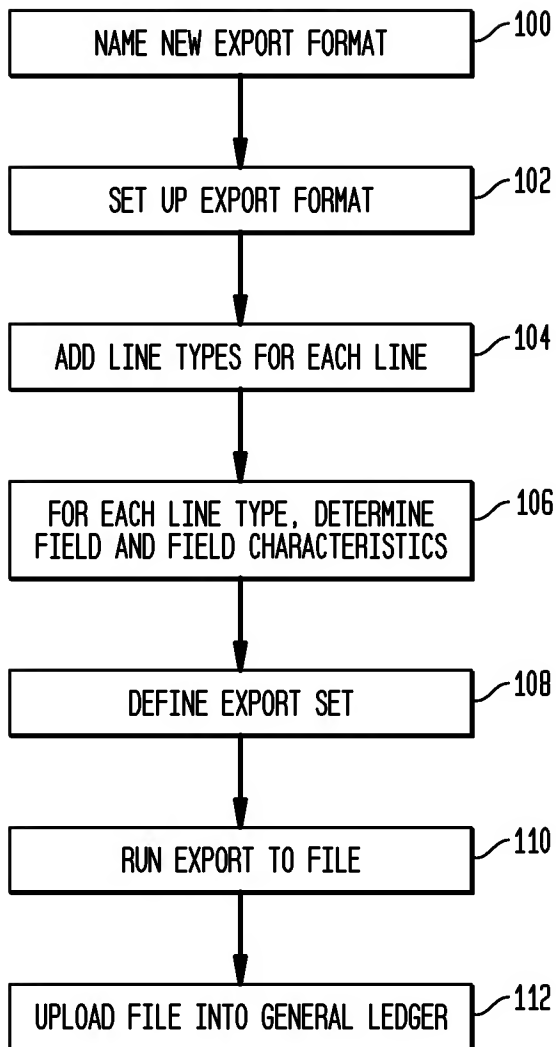 NAME NEW EXPORT FORMAT
100
SET UP EXPORT FORMAT
102
ADD LINE TYPES FOR EACH LINE
104
FOR EACH LINE TYPE, DETERMINE
FIELD AND FIELD CHARACTERISTICS
106
DEFINE EXPORT SET
108
RUN EXPORT TO FILE
110
UPLOAD FILE INTO GENERAL LEDGER
112